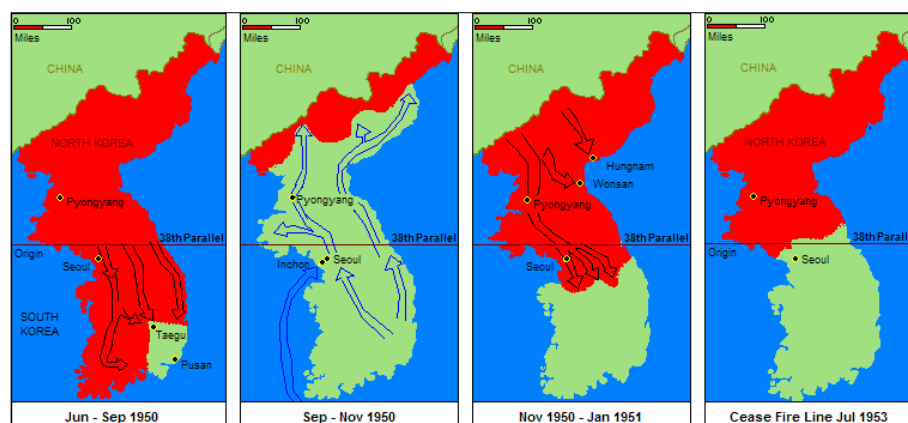 0 100
Miles
CHINA
NORTH KOREA
Pyongyang
38th Parallel
Origin
Seoul
SOUTH
KOREA
Taegu
Pusan
Jun - Sep 1950
0 100
Miles
CHINA
Pyongyang
38th Parallel
Inchon
Seoul
Sep - Nov 1950
0 100
Miles
CHINA
Hungnam
Wonsan
Pyongyang
38th Parallel
Seoul
Nov 1950 - Jan 1951
0 100
Miles
CHINA
Pyongyang
38th Parallel
Origin
Seoul
Cease Fire Line Jul 1953